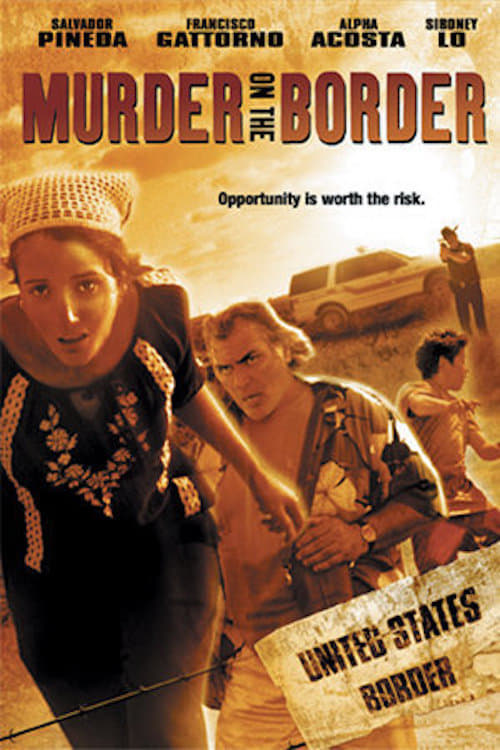 SALVADOR FRANCISCO ALPHA SIBONEY
PINEDA GATTORNO ACOSTA LO
MURDER ON THE BORDER
Opportunity is worth the risk.
UNITED STATES
BORDER